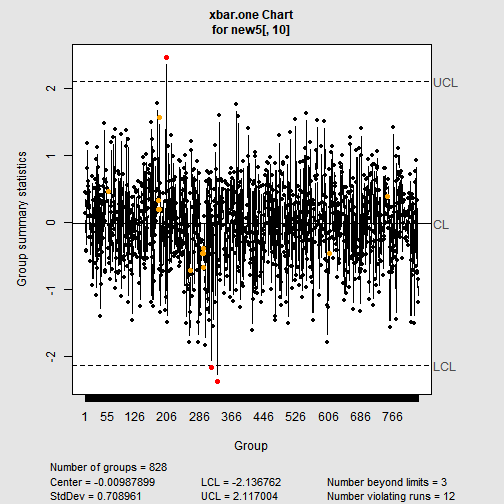 xbar.one Chart
for new5[, 10]
UCL
CL
LCL
Group summary statistics
2
1
0
-1
-2
1 55 126 206 286 366 446 526 606 686 766
Group
Number of groups = 828
Center = -0.00987899 LCL = -2.136762 Number beyond limits = 3
StdDev = 0.708961 UCL = 2.117004 Number violating runs = 12